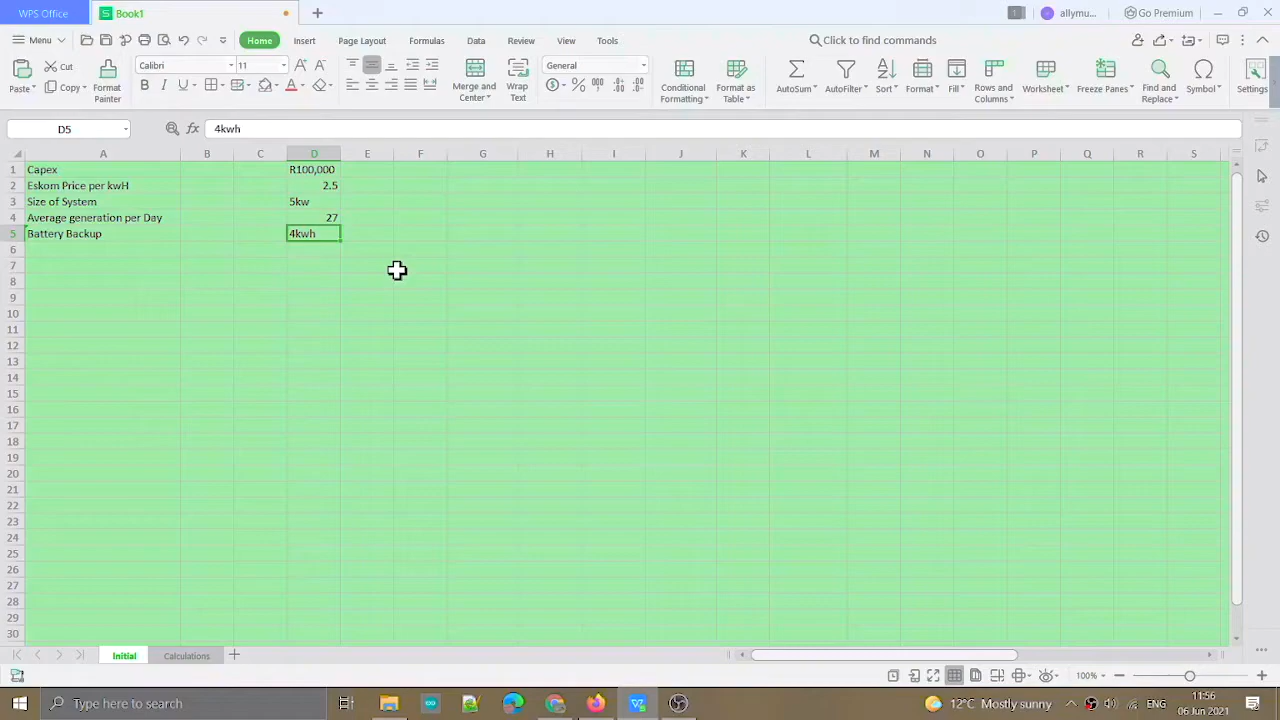 WPS Office
Book1
1
allymu...
Go Premium
Menu
Home
Insert
Page Layout
Formulas
Data
Review
View
Tools
Click to find commands
Paste
Cut
Copy
Format Painter
Calibri
11
Merge and Center
Wrap Text
General
Conditional Formatting
Format as Table
AutoSum
AutoFilter
Sort
Format
Fill
Rows and Columns
Worksheet
Freeze Panes
Find and Replace
Symbol
Settings
D5
4kwh
A B C D E F G H I J K L M N O P Q R S
1 Capex R100,000
2 Eskom Price per kwH 2.5
3 Size of System 5kw
4 Average generation per Day 27
5 Battery Backup 4kwh
6
7
8
9
10
11
12
13
14
15
16
17
18
19
20
21
22
23
24
25
26
27
28
29
30
Initial
Calculations
100%
Type here to search
12°C Mostly sunny
ENG
11:56
06 Jun 2021